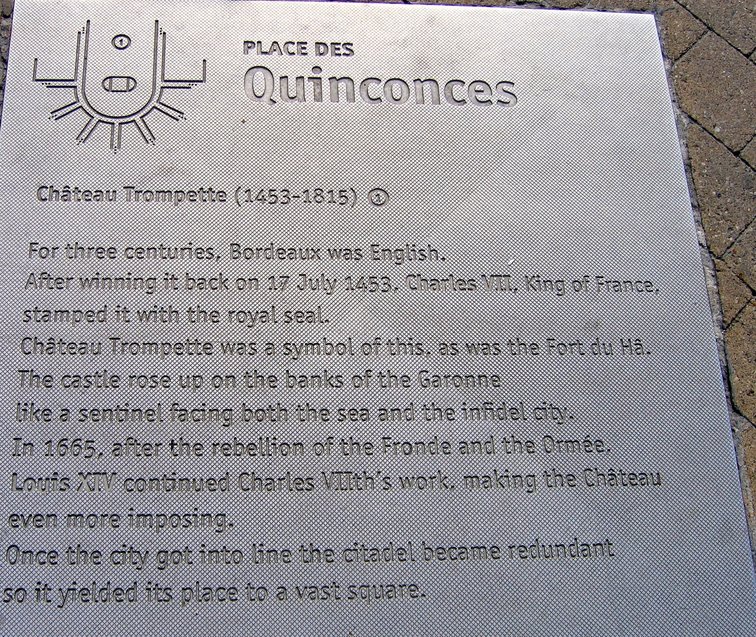 ①
PLACE DES
Quinconces
Château Trompette (1453-1815) ①
For three centuries, Bordeaux was English.
After winning it back on 17 July 1453, Charles VII, King of France,
stamped it with the royal seal.
Château Trompette was a symbol of this, as was the Fort du Hâ.
The castle rose up on the banks of the Garonne
like a sentinel facing both the sea and the infidel city.
In 1665, after the rebellion of the Fronde and the Ormée,
Louis XIV continued Charles VIIth's work, making the Château
even more imposing.
Once the city got into line the citadel became redundant
so it yielded its place to a vast square.